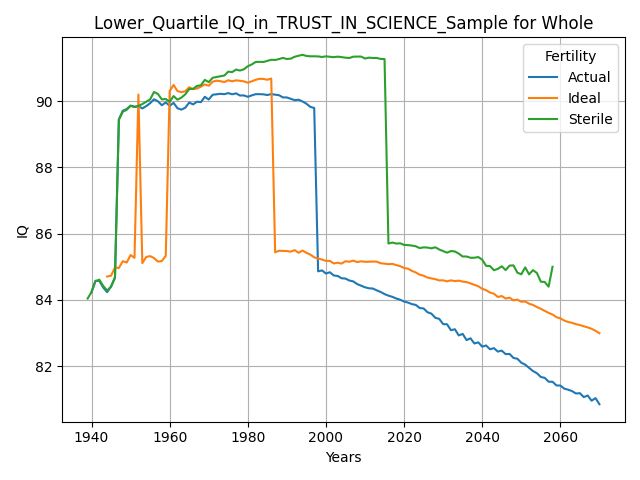 Lower_Quartile_IQ_in_TRUST_IN_SCIENCE_Sample for Whole
Fertility
Actual
Ideal
Sterile
IQ
90
88
86
84
82
1940 1960 1980 2000 2020 2040 2060
Years